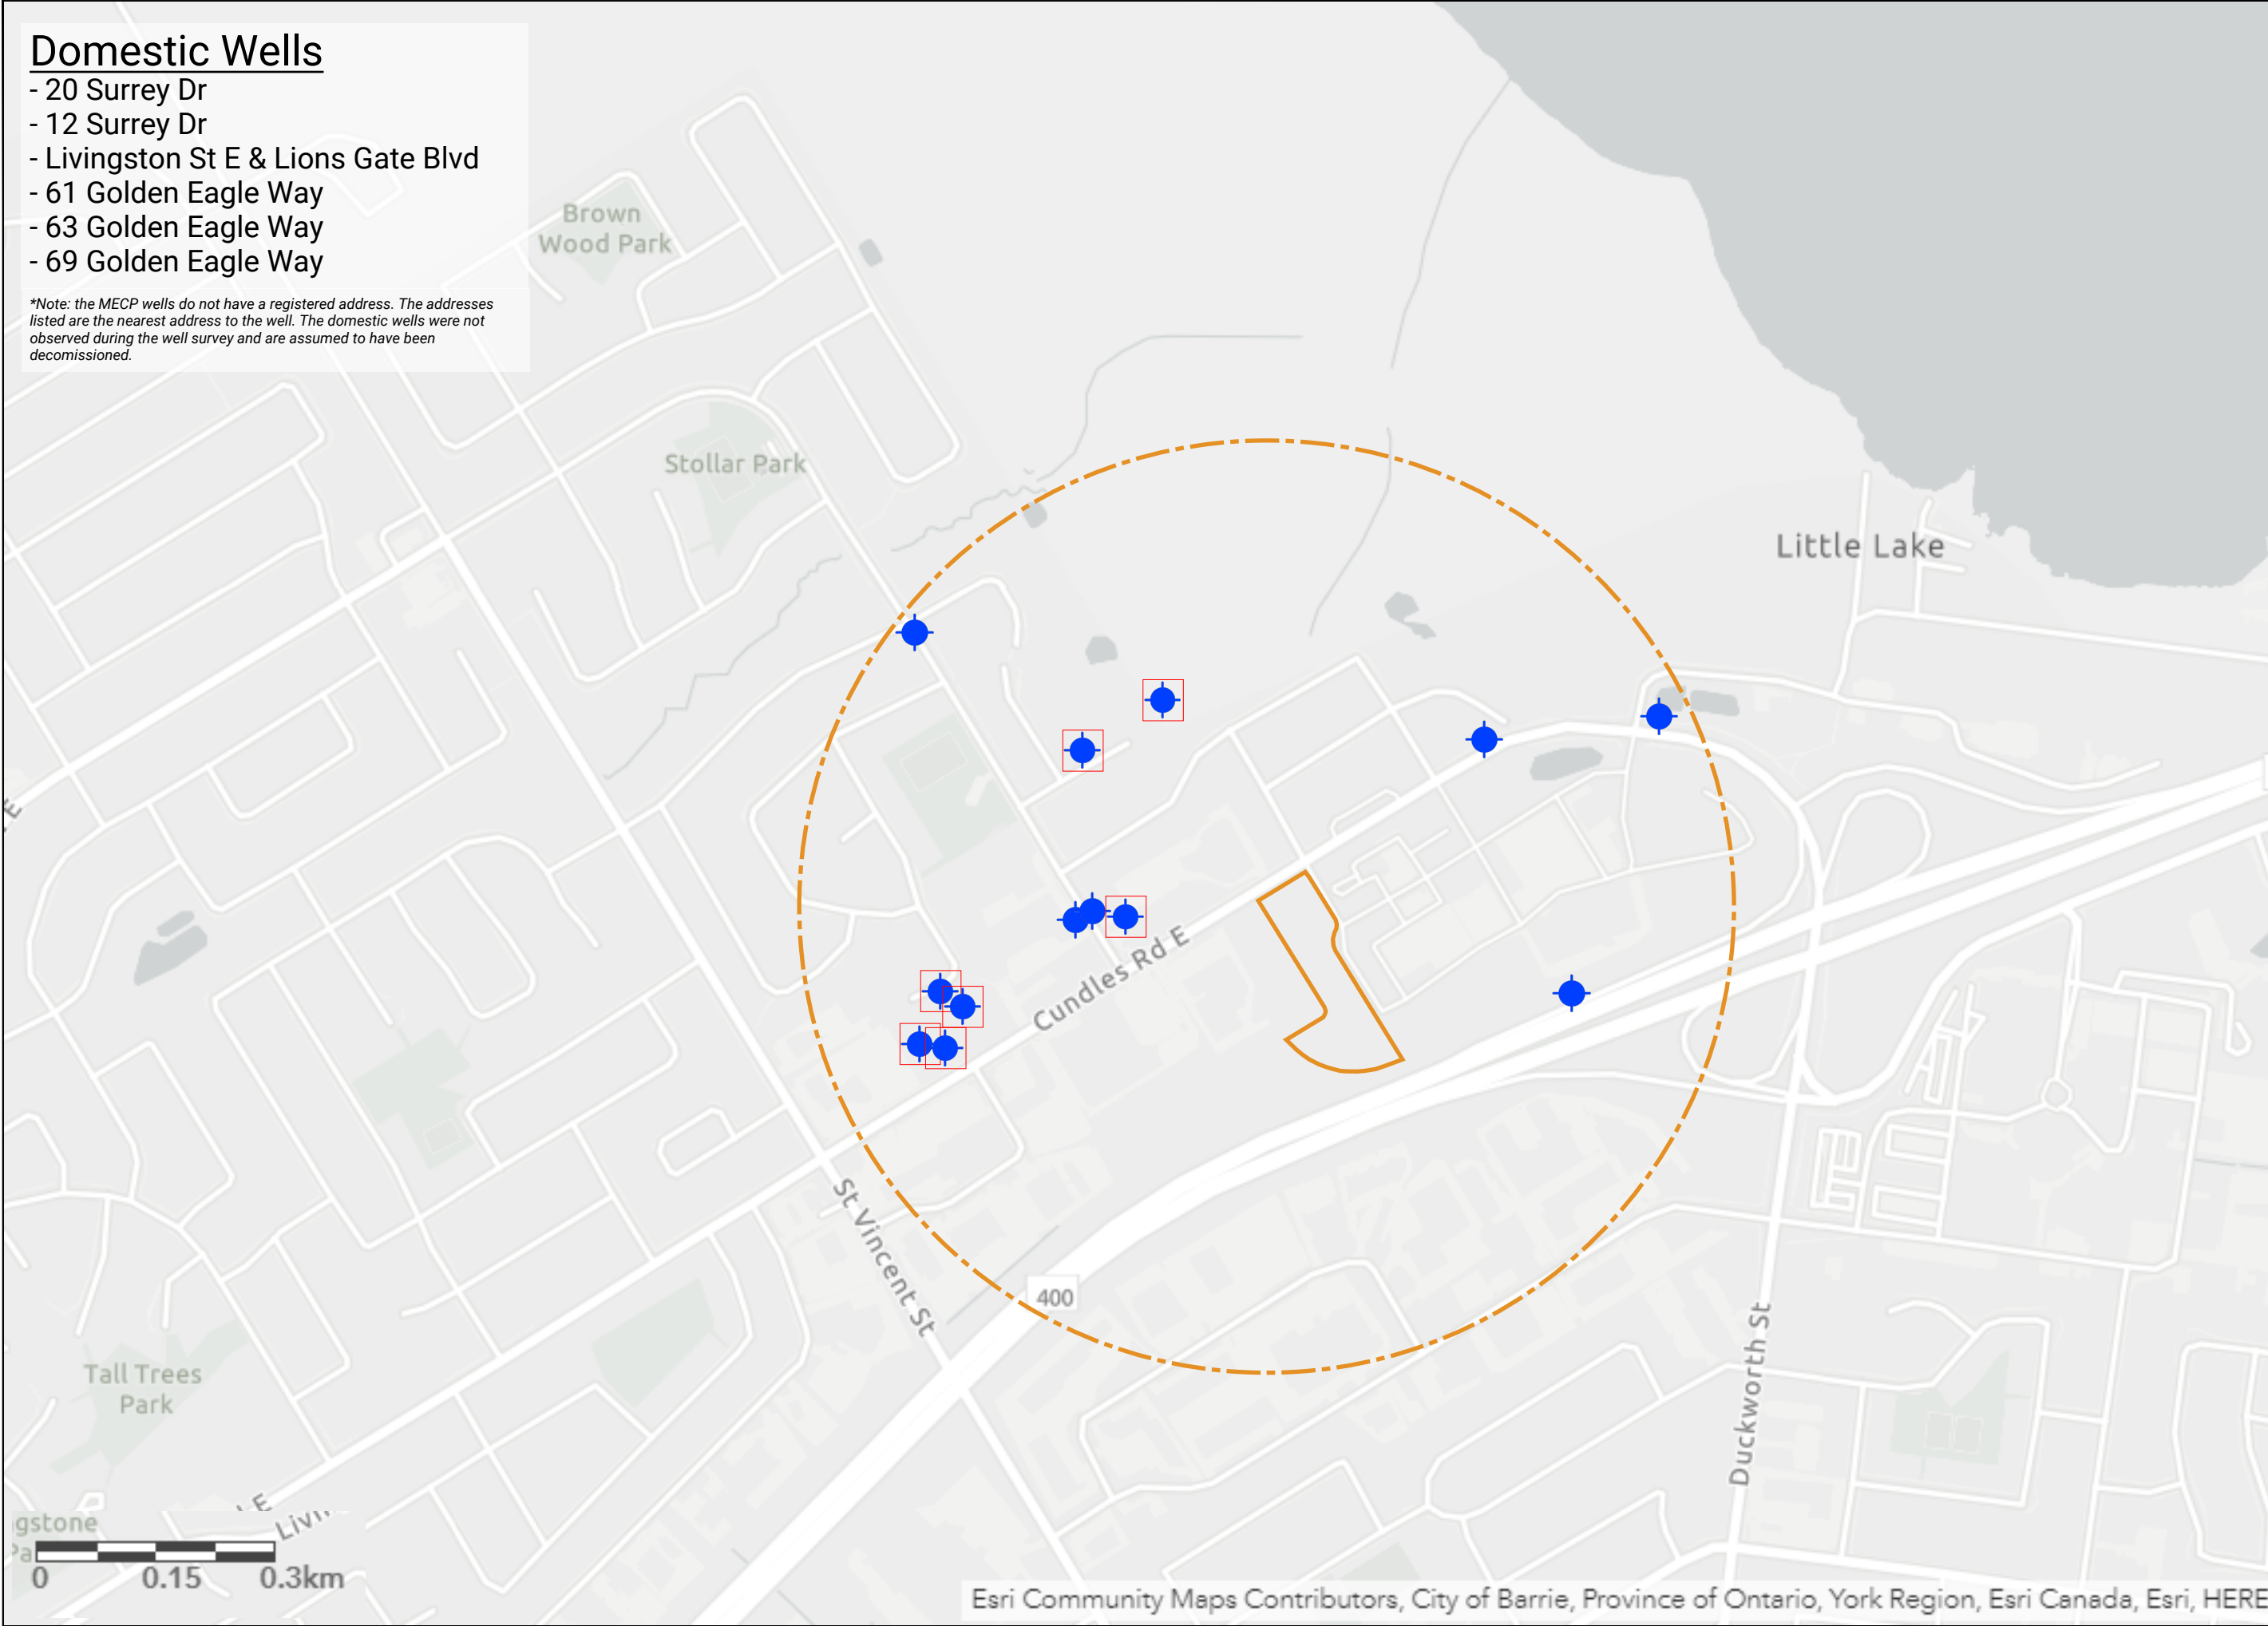 Domestic Wells
- 20 Surrey Dr
- 12 Surrey Dr
- Livingston St E & Lions Gate Blvd
- 61 Golden Eagle Way
- 63 Golden Eagle Way
- 69 Golden Eagle Way
*Note: the MECP wells do not have a registered address. The addresses
listed are the nearest address to the well. The domestic wells were not
observed during the well survey and are assumed to have been
decomissioned.
Brown
Wood Park
Stollar Park
Little Lake
E
Cundles Rd E
St Vincent St
400
Duckworth St
Tall Trees
Park
E
Livin
gstone
Pa
0
0.15
0.3km
Esri Community Maps Contributors, City of Barrie, Province of Ontario, York Region, Esri Canada, Esri, HERE